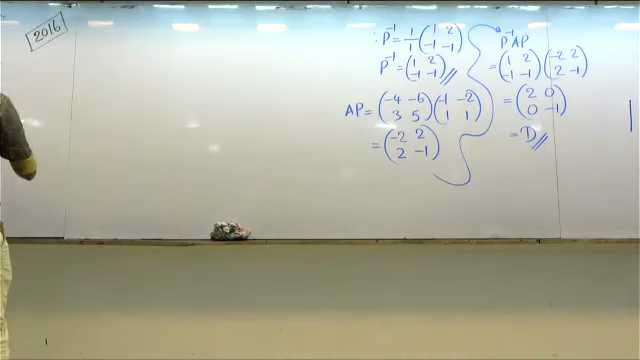 2016
∴ P⁻¹ = 1/1 (1 2; -1 -1)
P⁻¹ = (1 2; -1 -1)
AP = (-4 -6; 3 5)(-1 -2; 1 1)
= (-2 2; 2 -1)
P⁻¹AP
= (1 2; -1 -1)(-2 2; 2 -1)
= (2 0; 0 -1)
= D